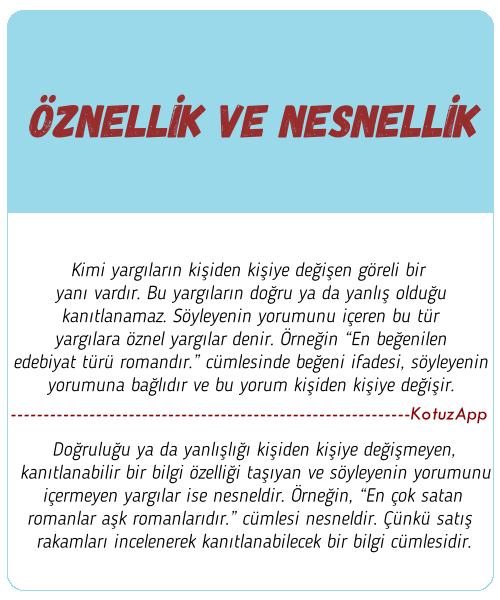 ÖZNELLİK VE NESNELLİK
Kimi yargıların kişiden kişiye değişen göreli bir
yanı vardır. Bu yargıların doğru ya da yanlış olduğu
kanıtlanamaz. Söyleyenin yorumunu içeren bu tür
yargılara öznel yargılar denir. Örneğin “En beğenilen
edebiyat türü romandır.” cümlesinde beğeni ifadesi, söyleyenin
yorumuna bağlıdır ve bu yorum kişiden kişiye değişir.
KotuzApp
Doğruluğu ya da yanlışlığı kişiden kişiye değişmeyen,
kanıtlanabilir bir bilgi özelliği taşıyan ve söyleyenin yorumunu
içermeyen yargılar ise nesneldir. Örneğin, “En çok satan
romanlar aşk romanlarıdır.” cümlesi nesneldir. Çünkü satış
rakamları incelenerek kanıtlanabilecek bir bilgi cümlesidir.